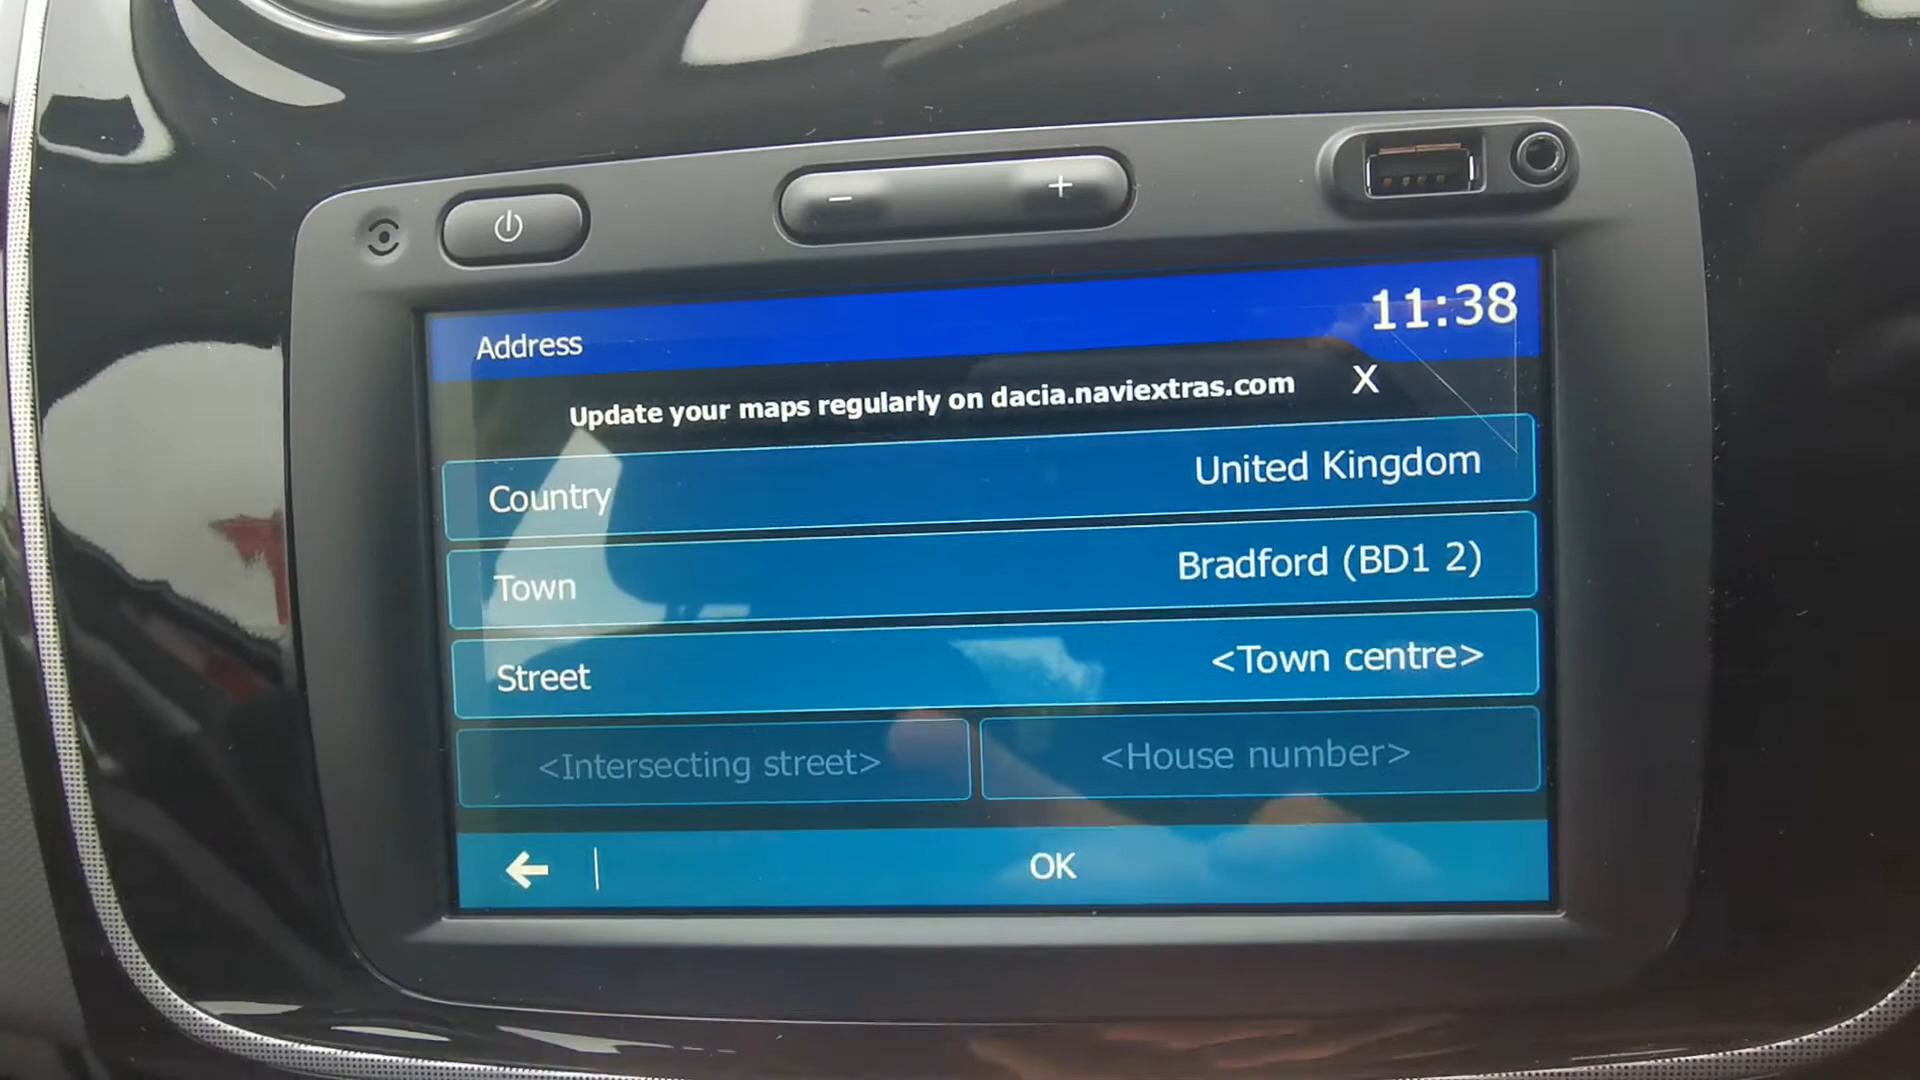 − +
Address 11:38
Update your maps regularly on dacia.naviextras.com X
Country United Kingdom
Town Bradford (BD1 2)
Street <Town centre>
<Intersecting street> <House number>
OK